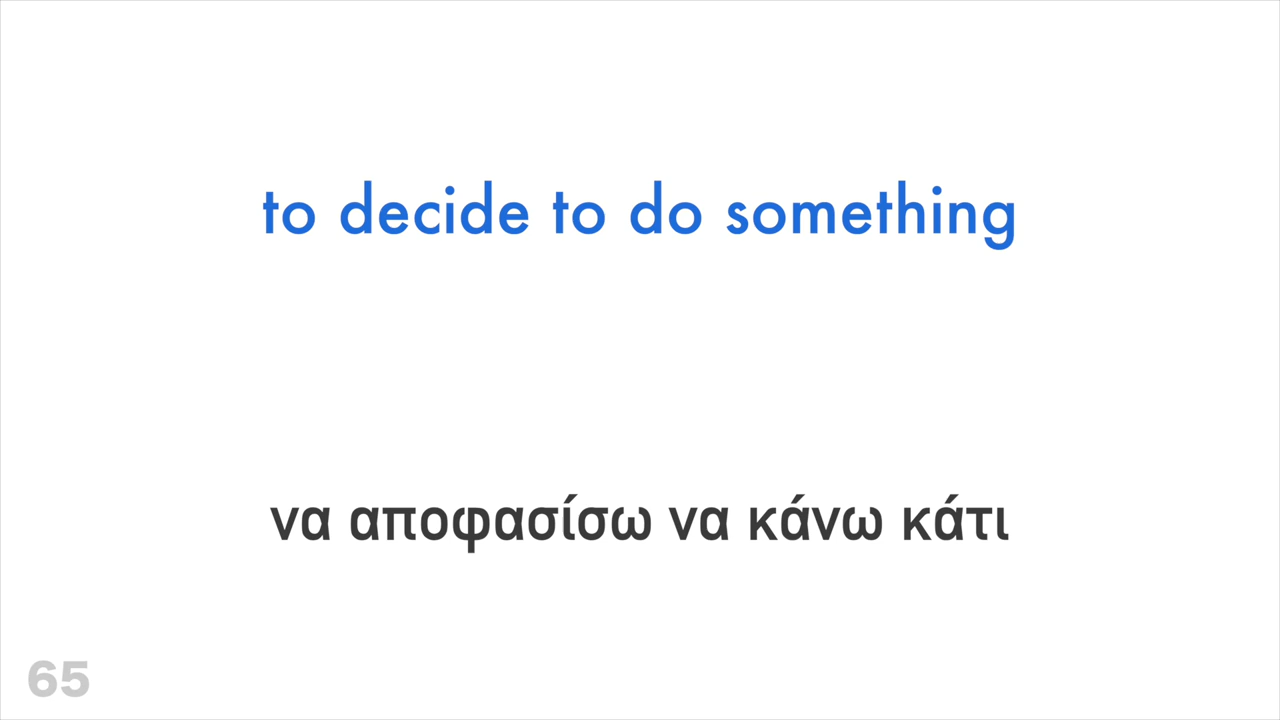 to decide to do something
να αποφασίσω να κάνω κάτι
65